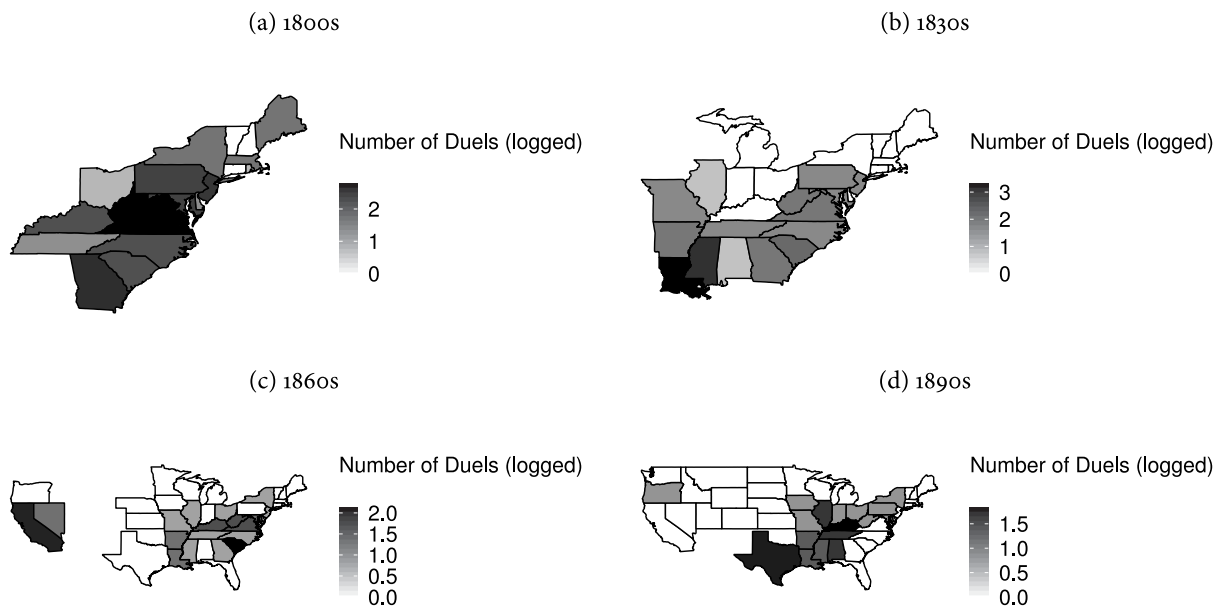 (a) 1800s
Number of Duels (logged)
2
1
0
(b) 1830s
Number of Duels (logged)
3
2
1
0
(c) 1860s
Number of Duels (logged)
2.0
1.5
1.0
0.5
0.0
(d) 1890s
Number of Duels (logged)
1.5
1.0
0.5
0.0